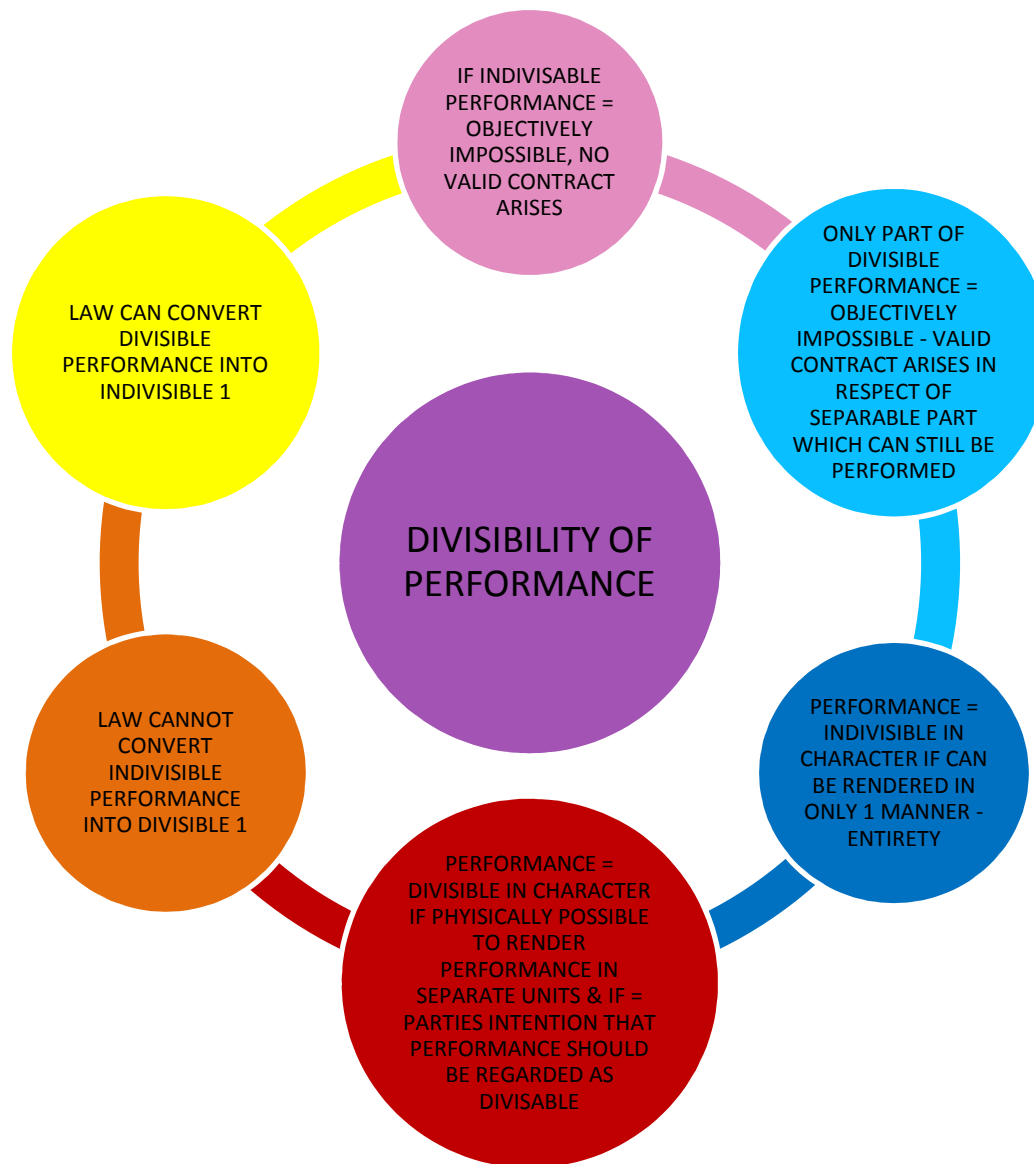 IF INDIVISABLE
PERFORMANCE =
OBJECTIVELY
IMPOSSIBLE, NO
VALID CONTRACT
ARISES
ONLY PART OF
DIVISIBLE
PERFORMANCE =
OBJECTIVELY
IMPOSSIBLE - VALID
CONTRACT ARISES IN
RESPECT OF
SEPARABLE PART
WHICH CAN STILL BE
PERFORMED
PERFORMANCE =
INDIVISIBLE IN
CHARACTER IF CAN
BE RENDERED IN
ONLY 1 MANNER -
ENTIRETY
PERFORMANCE =
DIVISIBLE IN CHARACTER
IF PHYISICALLY POSSIBLE
TO RENDER
PERFORMANCE IN
SEPARATE UNITS & IF =
PARTIES INTENTION THAT
PERFORMANCE SHOULD
BE REGARDED AS
DIVISABLE
LAW CANNOT
CONVERT
INDIVISIBLE
PERFORMANCE
INTO DIVISIBLE 1
LAW CAN CONVERT
DIVISIBLE
PERFORMANCE INTO
INDIVISIBLE 1
DIVISIBILITY OF
PERFORMANCE